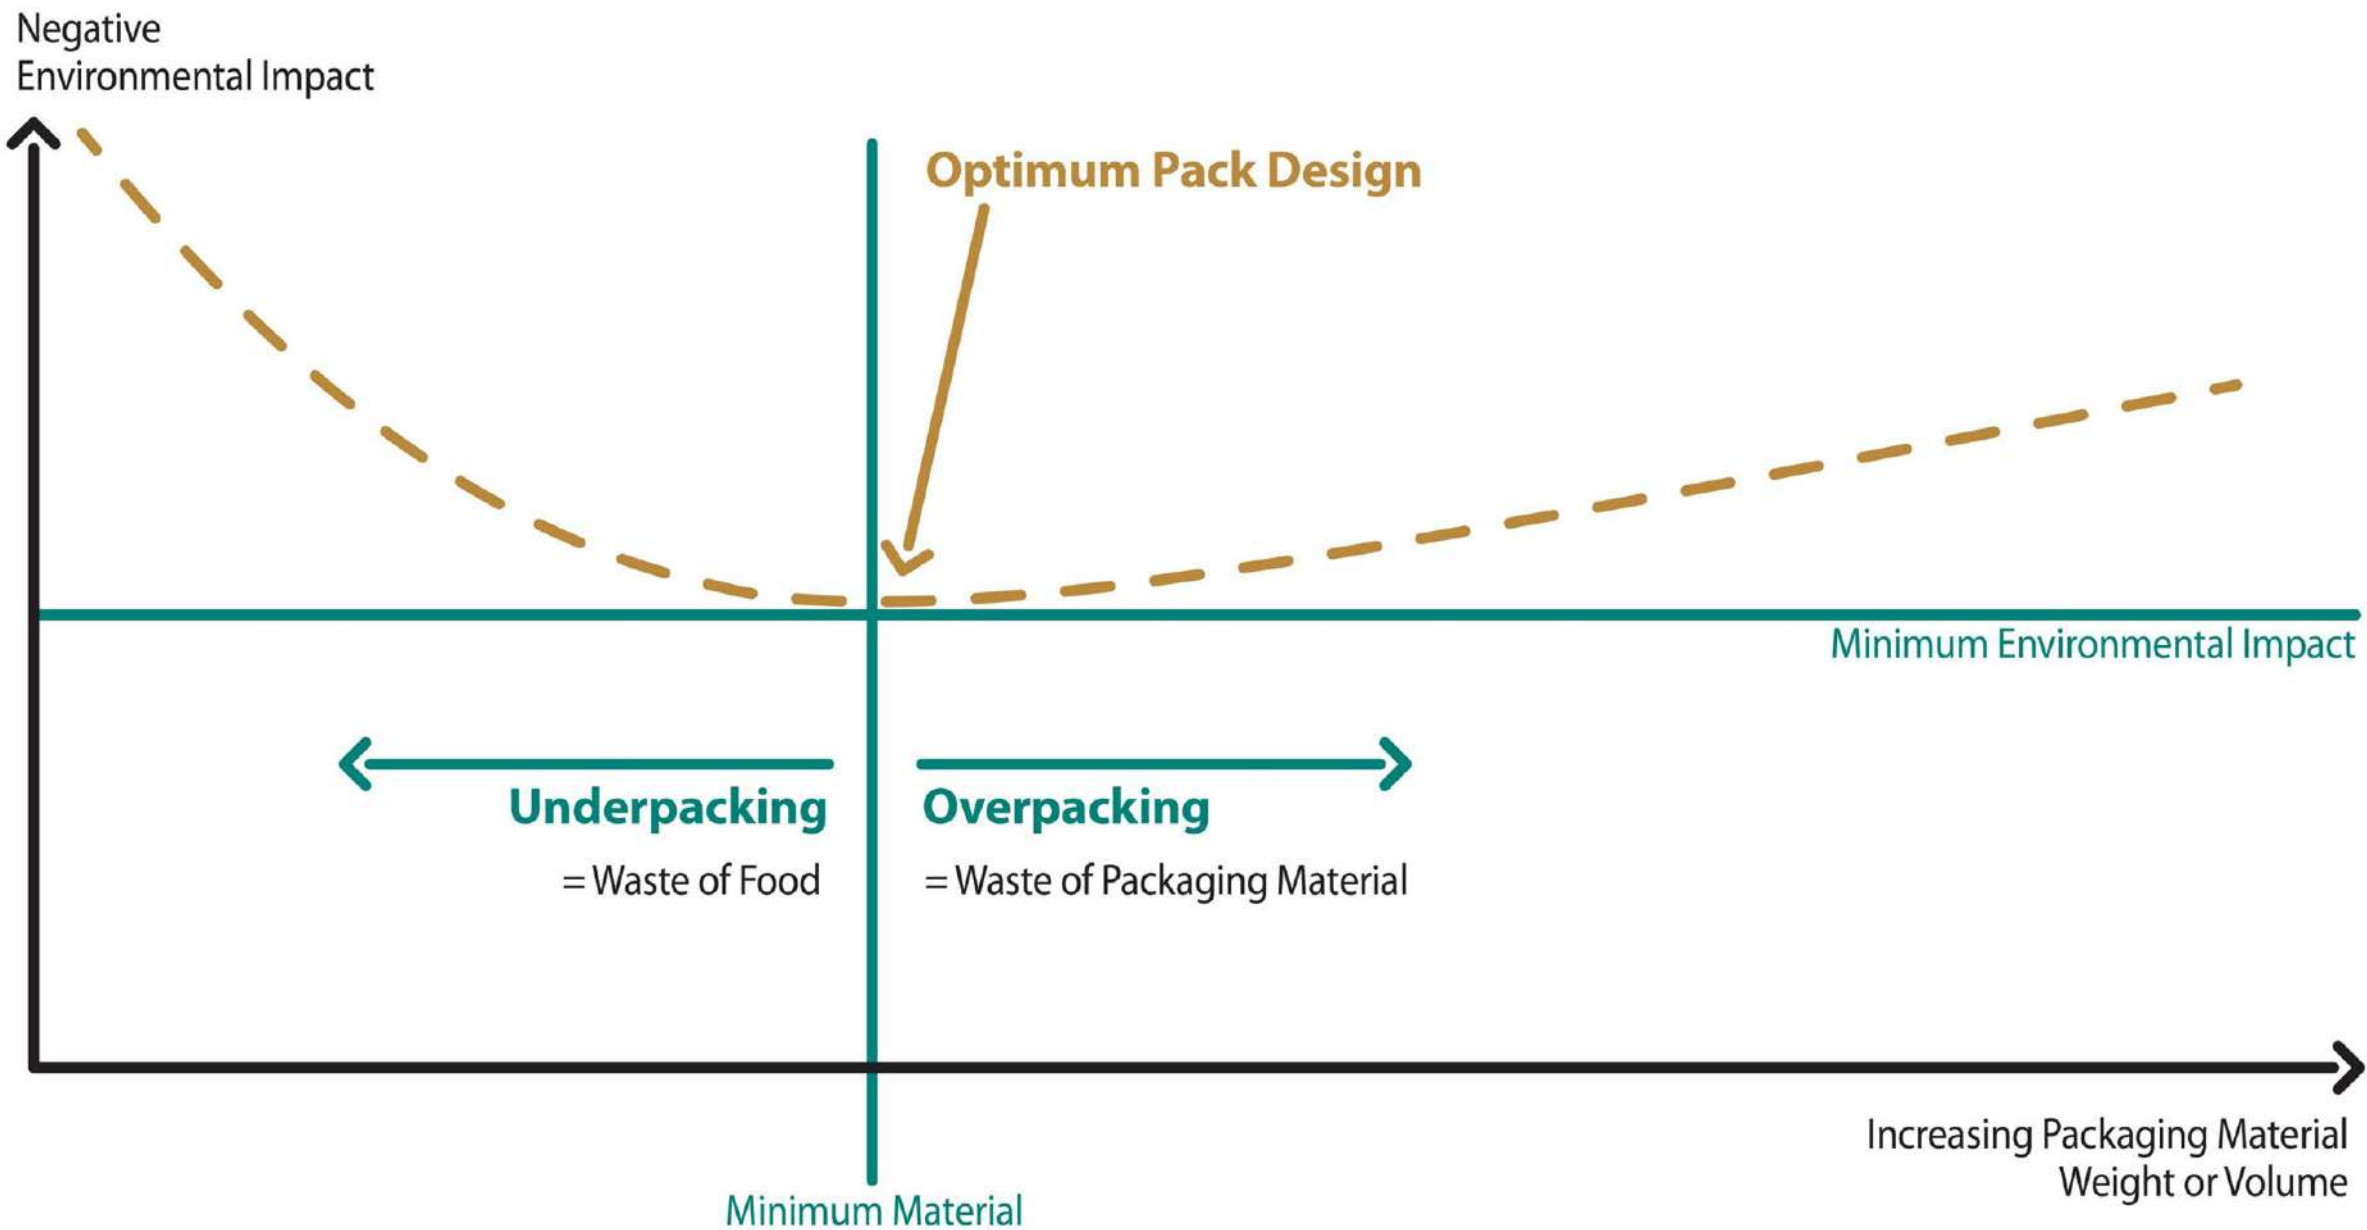 Negative
Environmental Impact
Optimum Pack Design
Minimum Environmental Impact
Underpacking
= Waste of Food
Overpacking
= Waste of Packaging Material
Increasing Packaging Material
Weight or Volume
Minimum Material